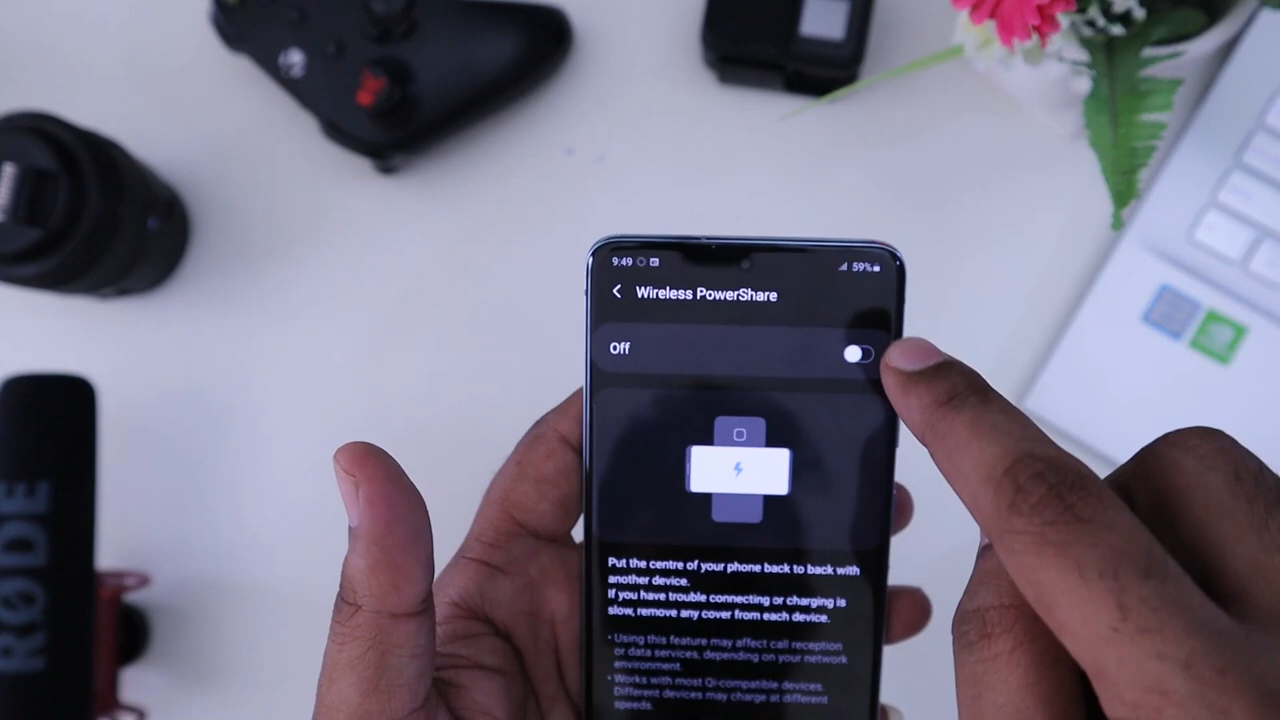 9:49
59%
Wireless PowerShare
Off
Put the centre of your phone back to back with
another device.
If you have trouble connecting or charging is
slow, remove any cover from each device.
• Using this feature may affect call reception
or data services, depending on your network
environment.
• Works with most Qi-compatible devices.
Different devices may charge at different
speeds.
RØDE